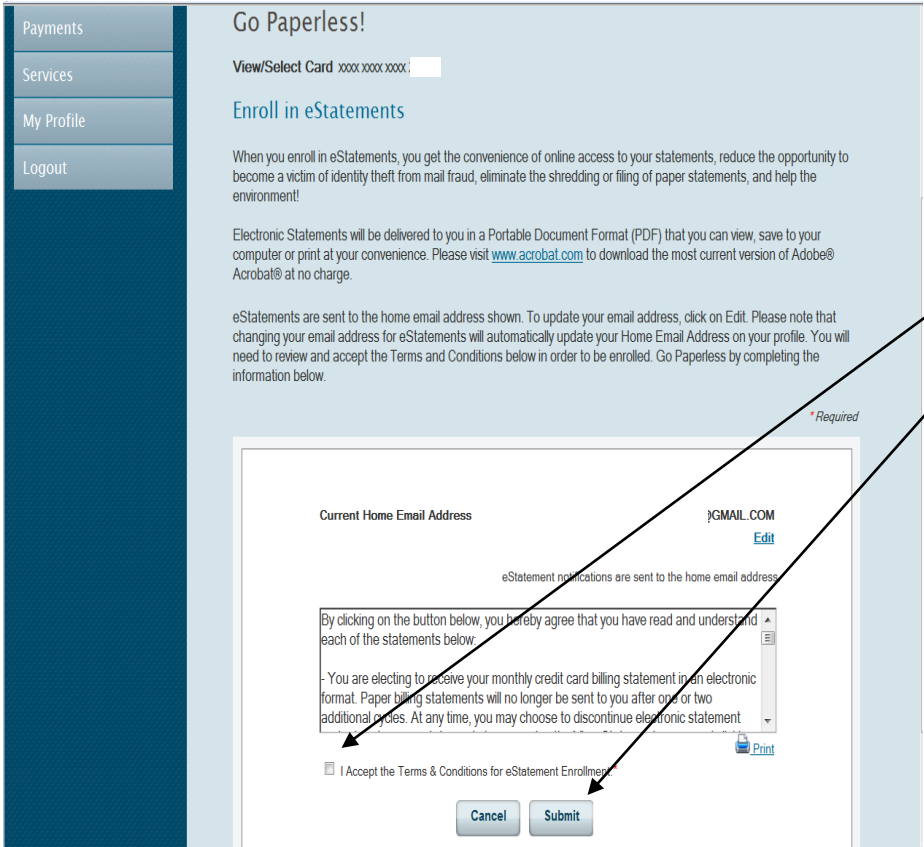 Payments
Services
My Profile
Logout
Go Paperless!
View/Select Card xxxx xxxx xxxx
Enroll in eStatements
When you enroll in eStatements, you get the convenience of online access to your statements, reduce the opportunity to
become a victim of identity theft from mail fraud, eliminate the shredding or filing of paper statements, and help the
environment!
Electronic Statements will be delivered to you in a Portable Document Format (PDF) that you can view, save to your
computer or print at your convenience. Please visit www.acrobat.com to download the most current version of Adobe®
Acrobat® at no charge.
eStatements are sent to the home email address shown. To update your email address, click on Edit. Please note that
changing your email address for eStatements will automatically update your Home Email Address on your profile. You will
need to review and accept the Terms and Conditions below in order to be enrolled. Go Paperless by completing the
information below.
*Required
Current Home Email Address @GMAIL.COM
Edit
eStatement notifications are sent to the home email address
By clicking on the button below, you hereby agree that you have read and understand
each of the statements below:
- You are electing to receive your monthly credit card billing statement in an electronic
format. Paper billing statements will no longer be sent to you after one or two
additional cycles. At any time, you may choose to discontinue electronic statement
Print
I Accept the Terms & Conditions for eStatement Enrollment.*
Cancel Submit